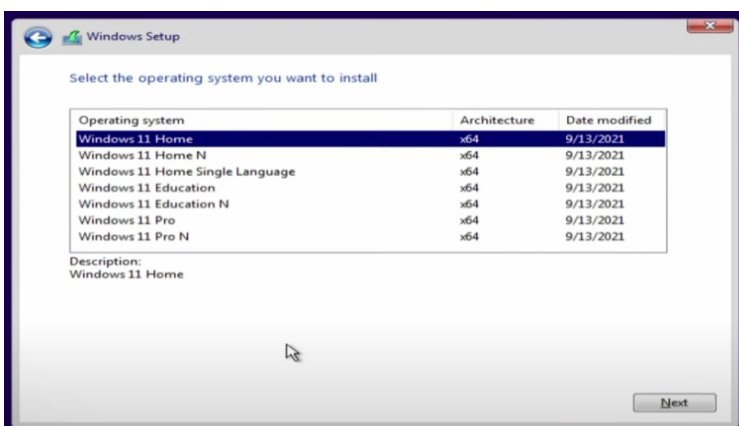 Windows Setup
Select the operating system you want to install
Operating system Architecture Date modified
Windows 11 Home x64 9/13/2021
Windows 11 Home N x64 9/13/2021
Windows 11 Home Single Language x64 9/13/2021
Windows 11 Education x64 9/13/2021
Windows 11 Education N x64 9/13/2021
Windows 11 Pro x64 9/13/2021
Windows 11 Pro N x64 9/13/2021
Description:
Windows 11 Home
Next